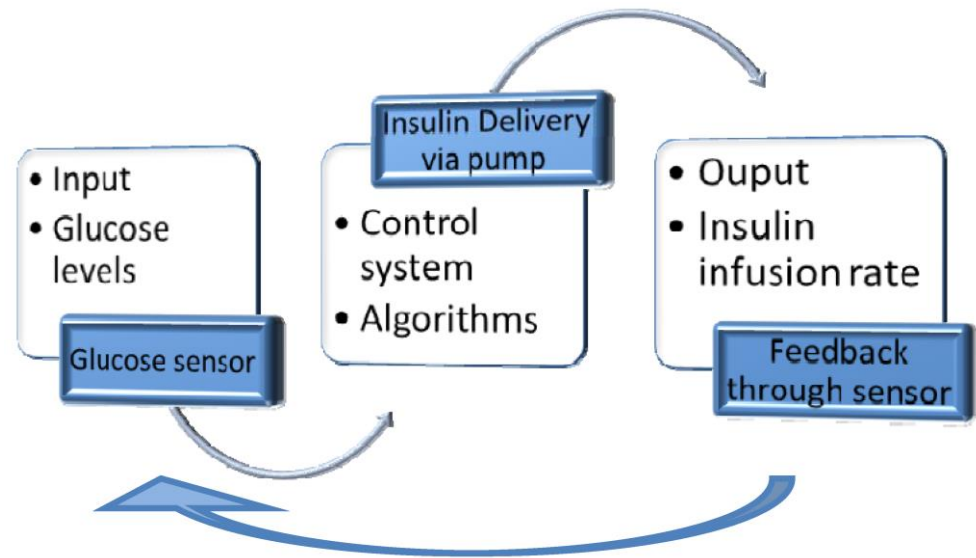 • Input
• Glucose
levels
Glucose sensor
Insulin Delivery
via pump
• Control
system
• Algorithms
• Ouput
• Insulin
infusion rate
Feedback
through sensor